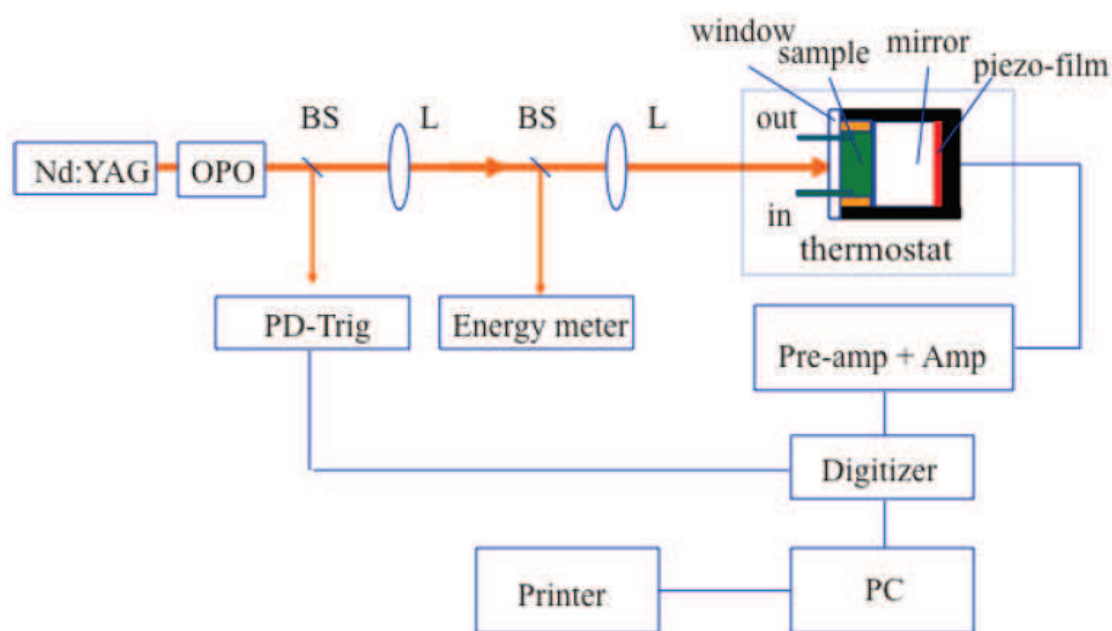 window
sample
mirror
piezo-film
BS
L
BS
L
out
Nd:YAG
OPO
in
thermostat
PD-Trig
Energy meter
Pre-amp + Amp
Digitizer
Printer
PC